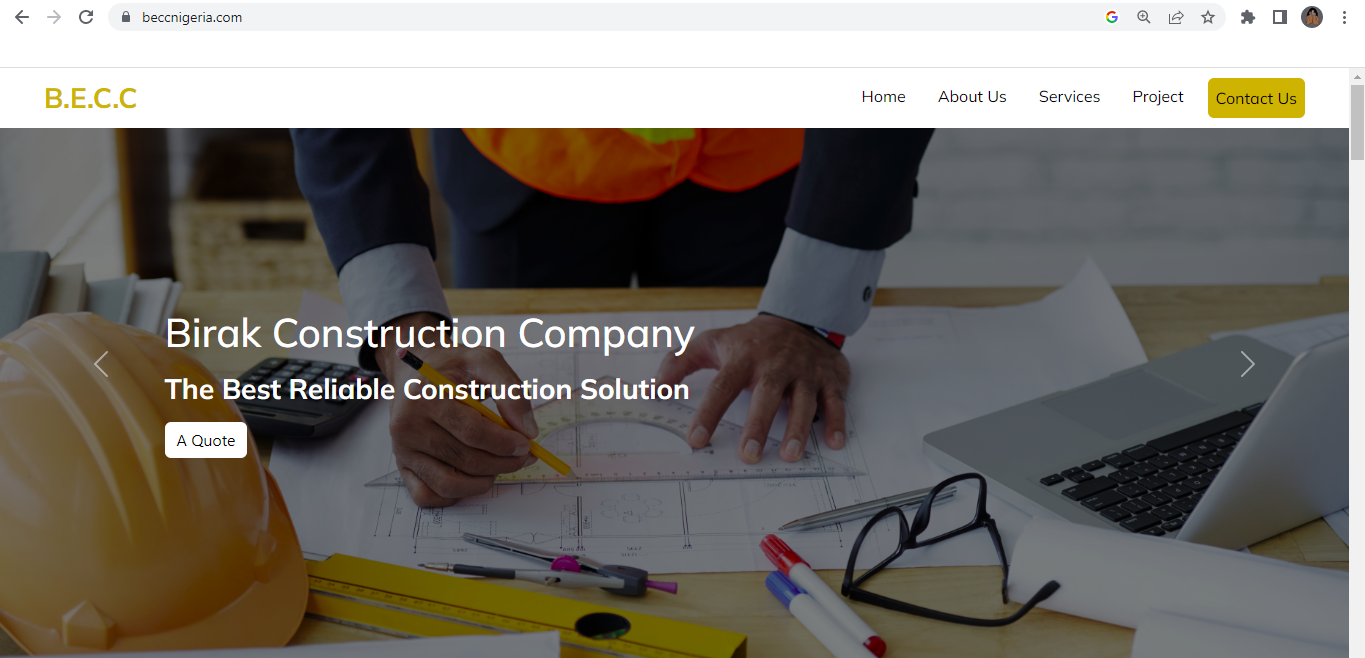 beccnigeria.com
B.E.C.C
Home About Us Services Project Contact Us
Birak Construction Company
The Best Reliable Construction Solution
A Quote